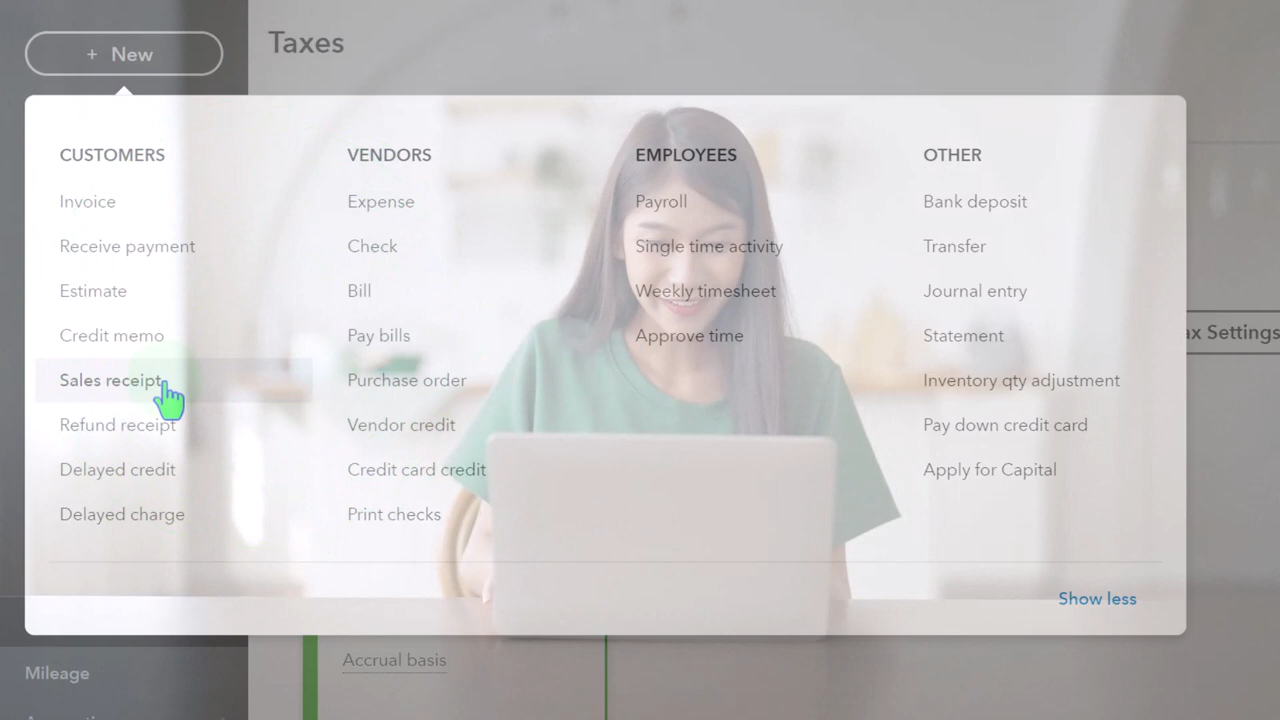 + New
Taxes
CUSTOMERS
Invoice
Receive payment
Estimate
Credit memo
Sales receipt
Refund receipt
Delayed credit
Delayed charge
VENDORS
Expense
Check
Bill
Pay bills
Purchase order
Vendor credit
Credit card credit
Print checks
EMPLOYEES
Payroll
Single time activity
Weekly timesheet
Approve time
OTHER
Bank deposit
Transfer
Journal entry
Statement
Inventory qty adjustment
Pay down credit card
Apply for Capital
Show less
ax Settings
Accrual basis
Mileage